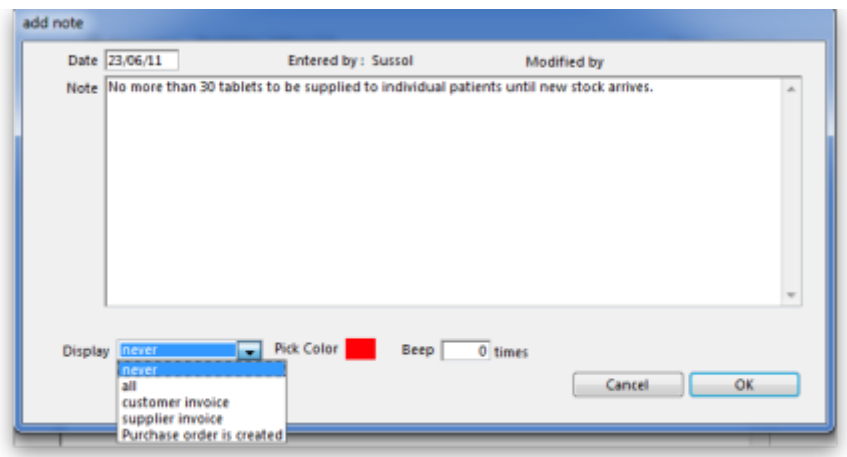 add note
Date 23/06/11 Entered by : Sussol Modified by
Note No more than 30 tablets to be supplied to individual patients until new stock arrives.
Display never Pick Color Beep 0 times
never
all
customer invoice
supplier invoice
Purchase order is created
Cancel OK